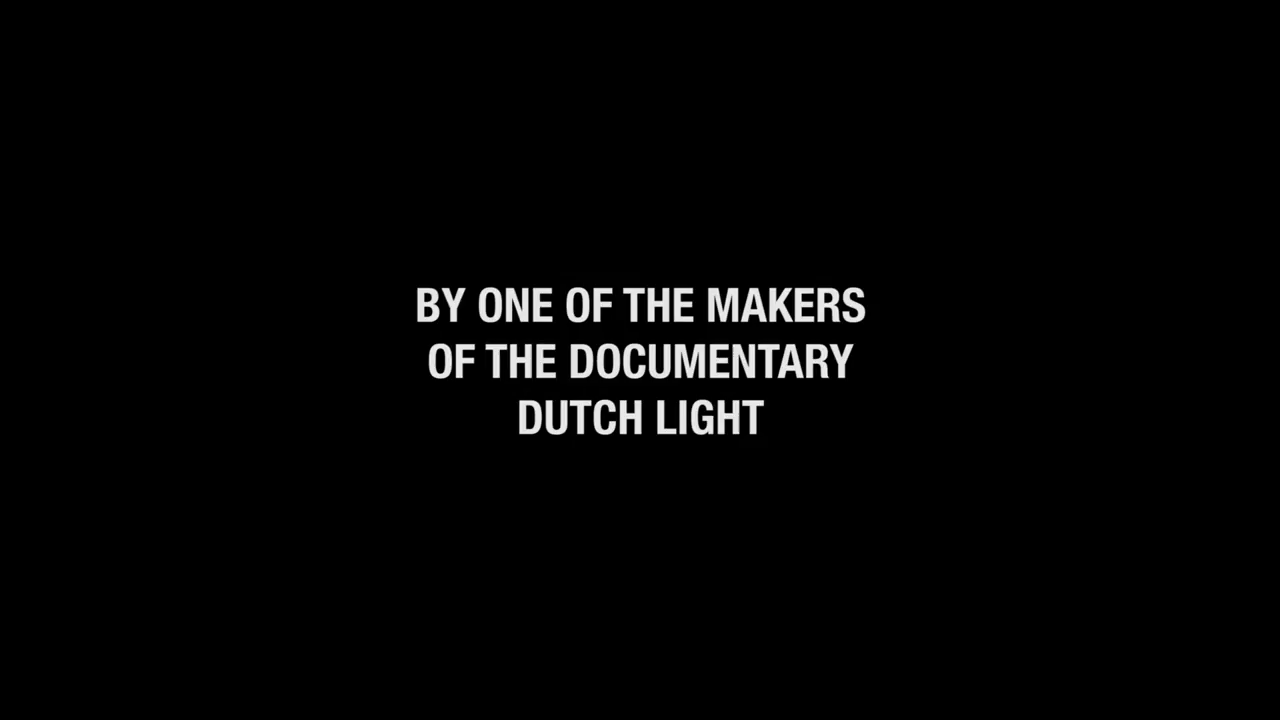 BY ONE OF THE MAKERS
OF THE DOCUMENTARY
DUTCH LIGHT